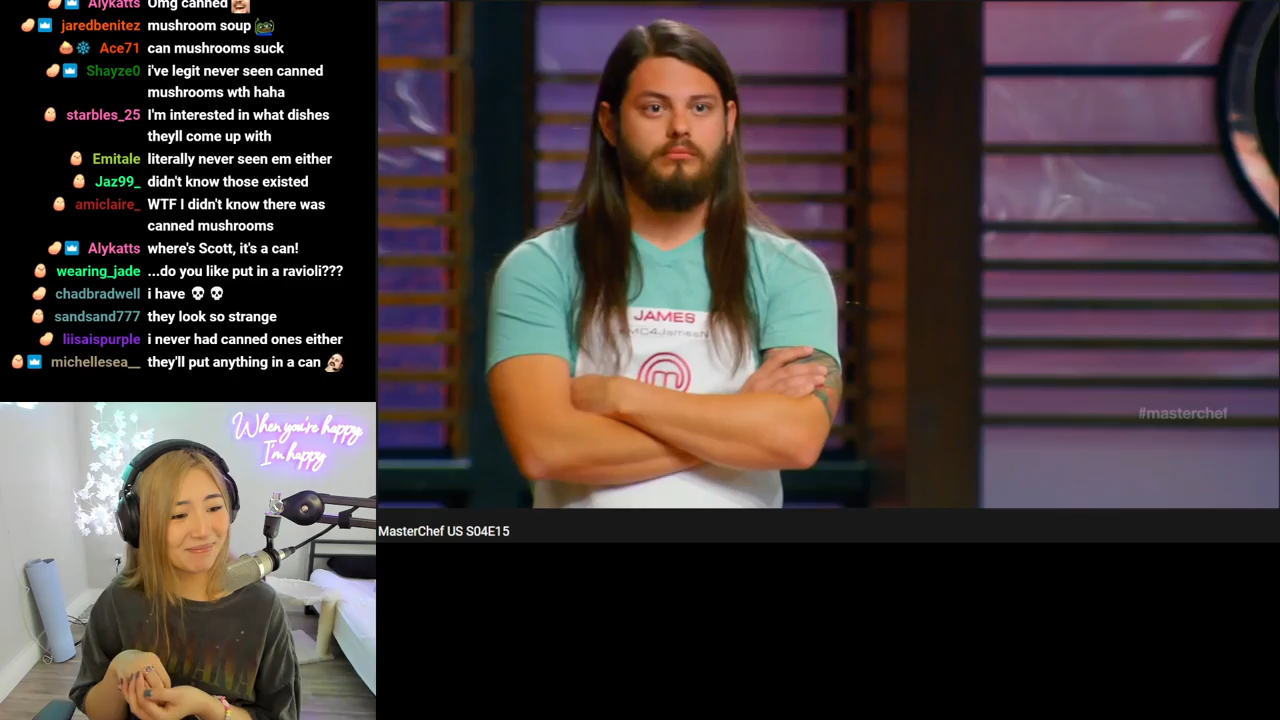 Alykatts Omg canned
jaredbenitez mushroom soup
Ace71 can mushrooms suck
Shayze0 i've legit never seen canned
mushrooms wth haha
starbles_25 I'm interested in what dishes
theyll come up with
Emitale literally never seen em either
Jaz99_ didn't know those existed
amiclaire_ WTF I didn't know there was
canned mushrooms
Alykatts where's Scott, it's a can!
wearing_jade ...do you like put in a ravioli???
chadbradwell i have 💀 💀
sandsand777 they look so strange
liisaispurple i never had canned ones either
michellesea__ they'll put anything in a can
When you're happy
I'm happy
JAMES
#MC4JamesN
#masterchef
MasterChef US S04E15